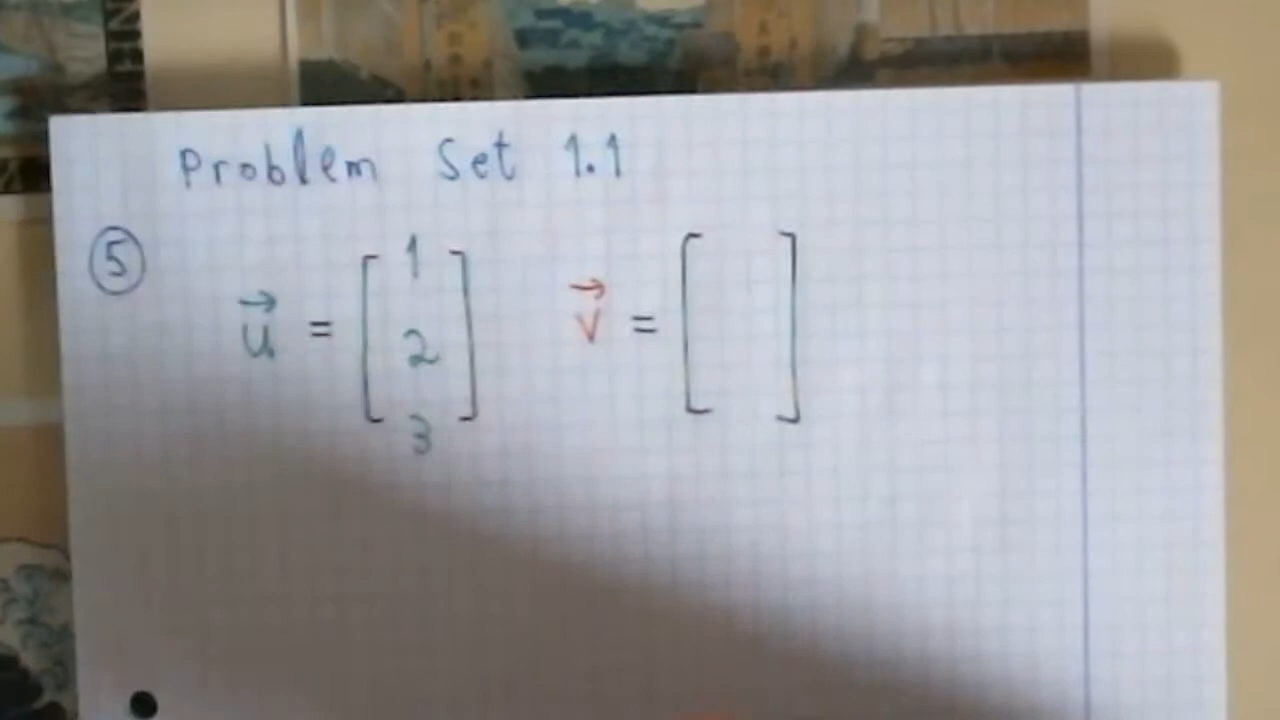 Problem Set 1.1
⑤ u⃗ = [1 2 3] v⃗ = [ ]